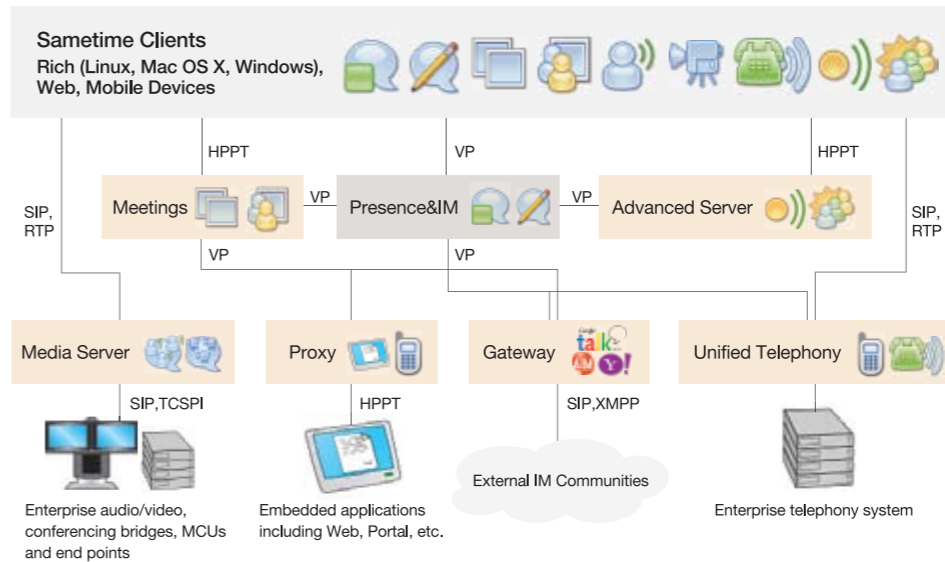 Sametime Clients
Rich (Linux, Mac OS X, Windows),
Web, Mobile Devices
HPPT
VP
HPPT
SIP,
RTP
Meetings
VP
Presence&IM
VP
Advanced Server
SIP,
RTP
VP
VP
Media Server
Proxy
Gateway
Google
talk
AIM
Y!
Unified Telephony
SIP,TCSPI
HPPT
SIP,XMPP
External IM Communities
Enterprise audio/video,
conferencing bridges, MCUs
and end points
Embedded applications
including Web, Portal, etc.
Enterprise telephony system